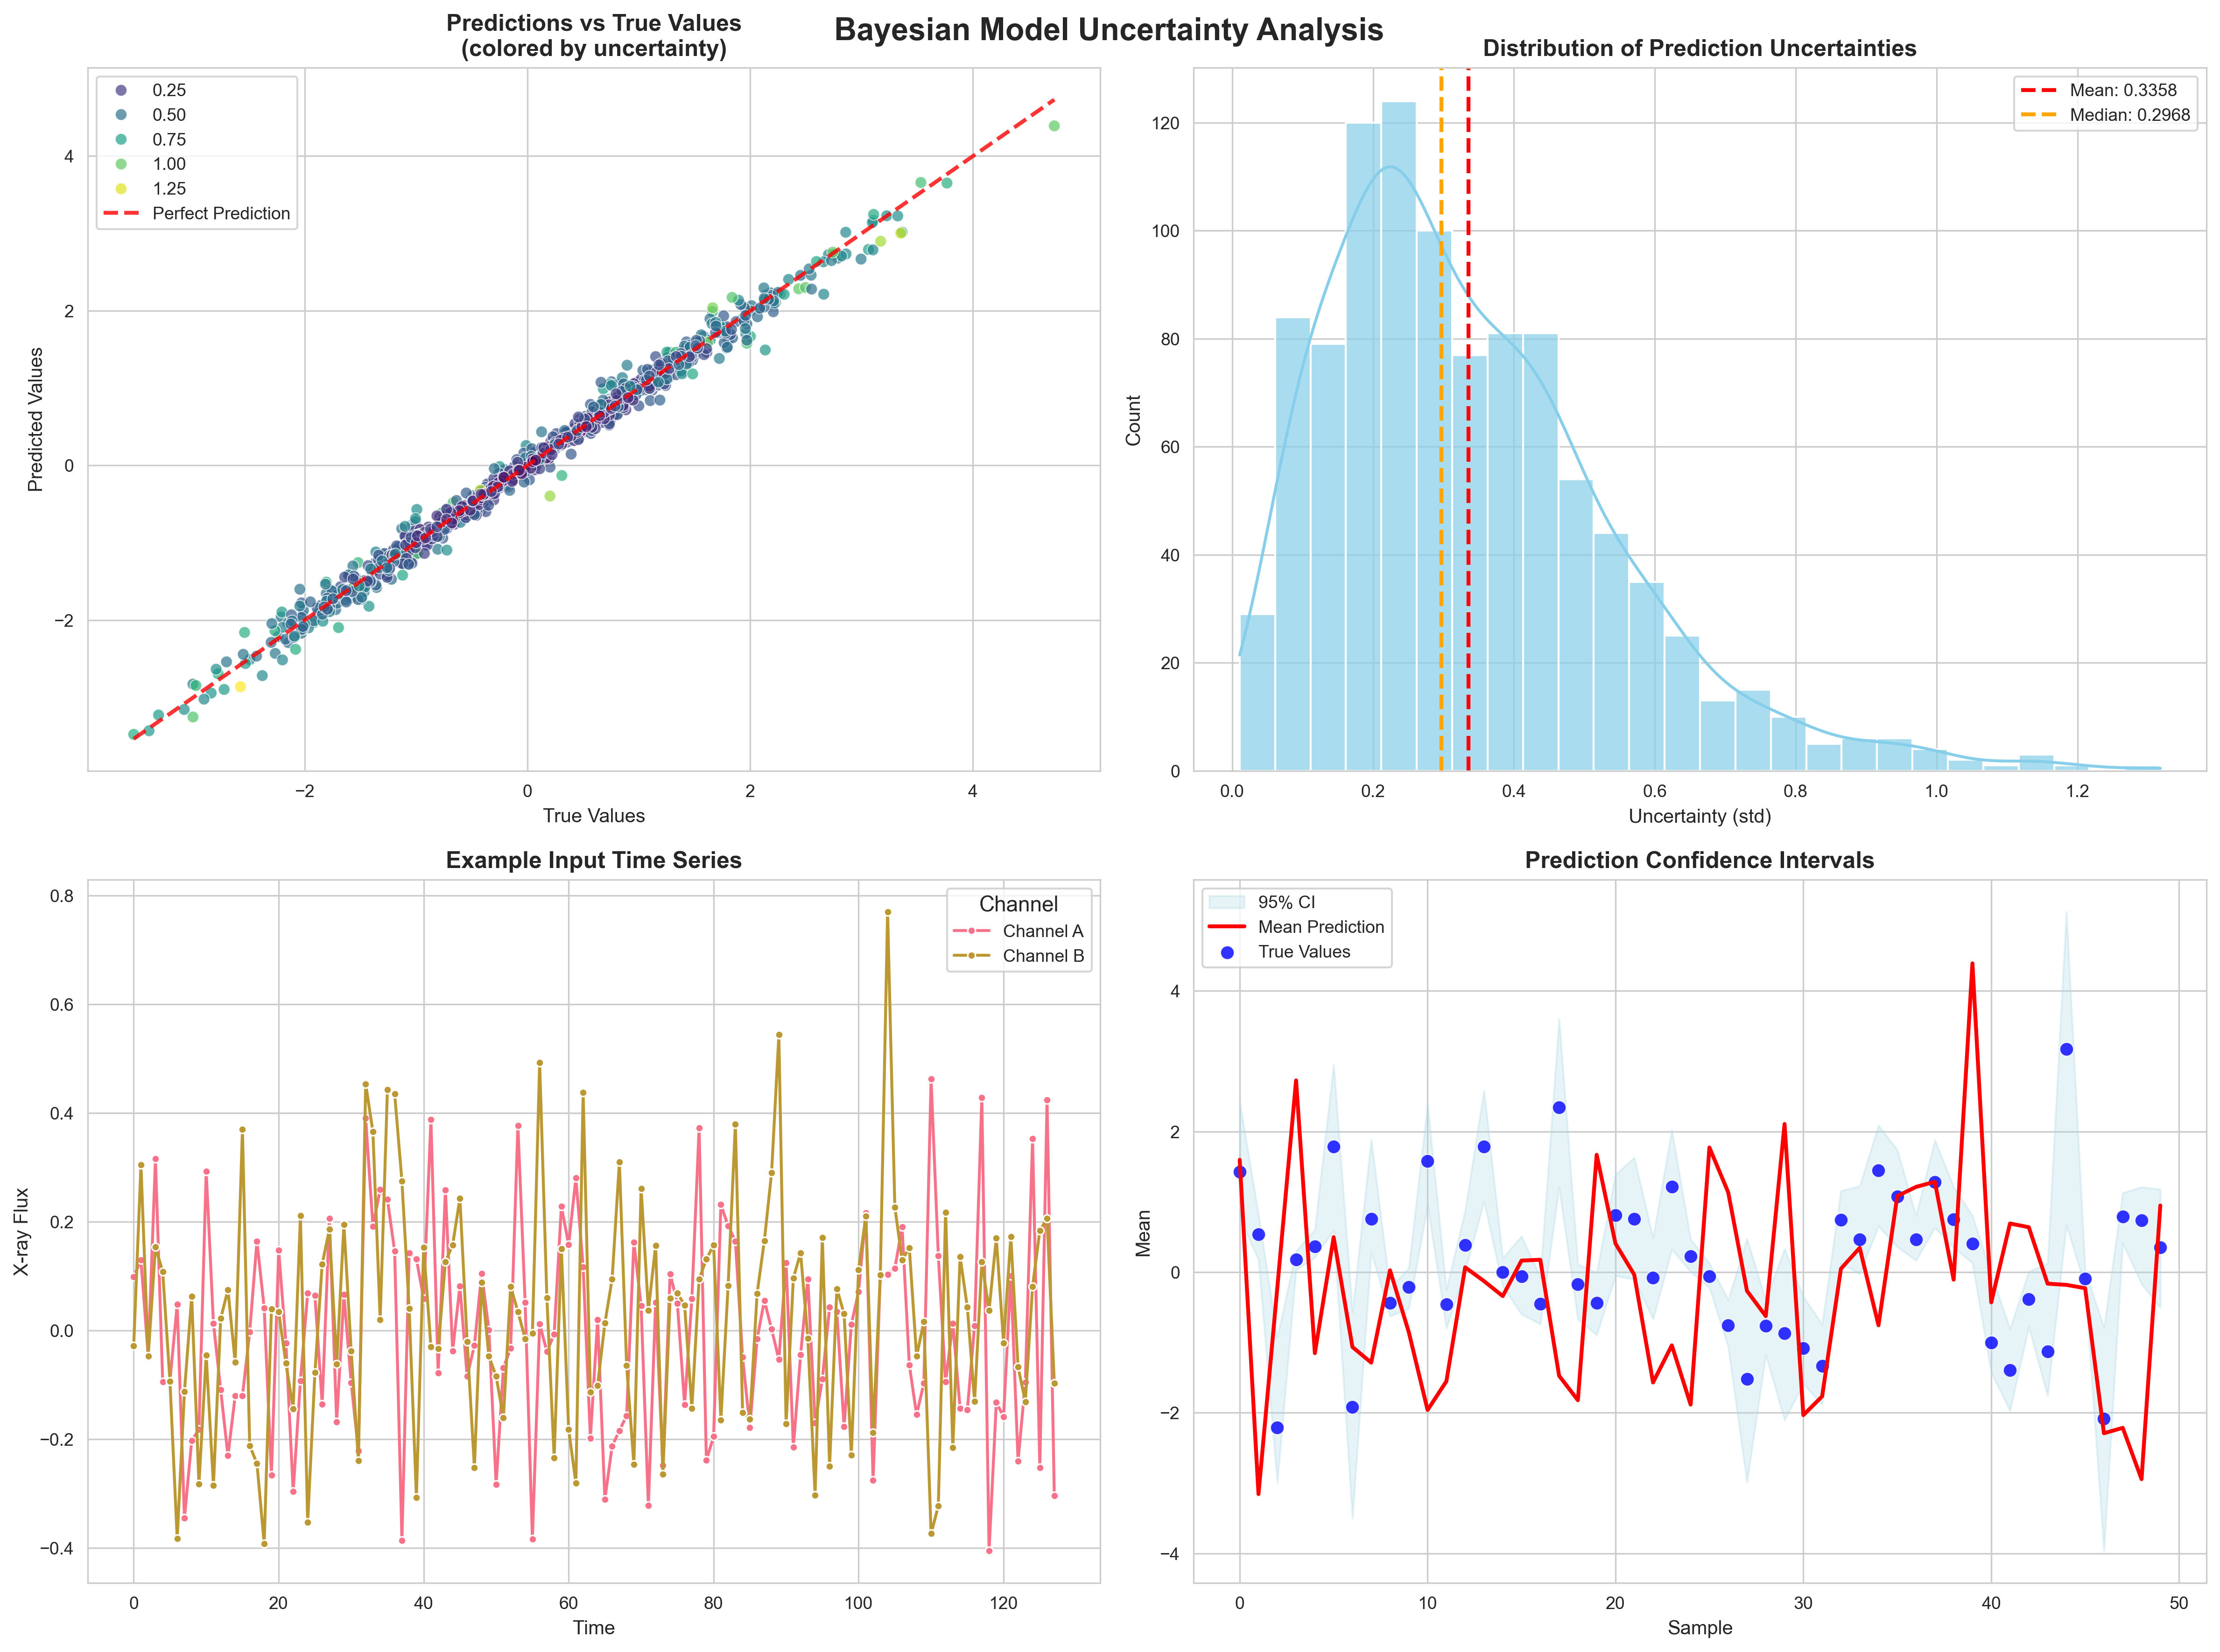 Bayesian Model Uncertainty Analysis
Predictions vs True Values
(colored by uncertainty)
0.25
0.50
0.75
1.00
1.25
Perfect Prediction
4
2
0
−2
−2
0
2
4
Predicted Values
True Values
Distribution of Prediction Uncertainties
Mean: 0.3358
Median: 0.2968
120
100
80
60
40
20
0
0.0
0.2
0.4
0.6
0.8
1.0
1.2
Count
Uncertainty (std)
Example Input Time Series
Channel
Channel A
Channel B
0.8
0.6
0.4
0.2
0.0
−0.2
−0.4
0
20
40
60
80
100
120
X-ray Flux
Time
Prediction Confidence Intervals
95% CI
Mean Prediction
True Values
4
2
0
−2
−4
0
10
20
30
40
50
Mean
Sample